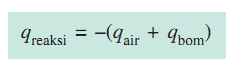 q_reaksi = −(q_air + q_bom)